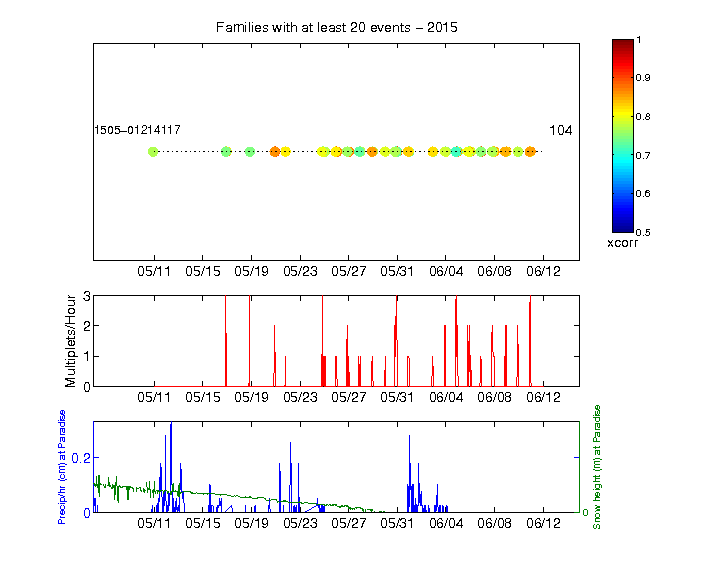 Families with at least 20 events – 2015
1505–01214117
104
05/11 05/15 05/19 05/23 05/27 05/31 06/04 06/08 06/12
1
0.9
0.8
0.7
0.6
0.5
xcorr
Multiplets/Hour
3
2
1
0
05/11 05/15 05/19 05/23 05/27 05/31 06/04 06/08 06/12
Precip/hr (cm) at Paradise
0.2
0
05/11 05/15 05/19 05/23 05/27 05/31 06/04 06/08 06/12
0
Snow height (m) at Paradise